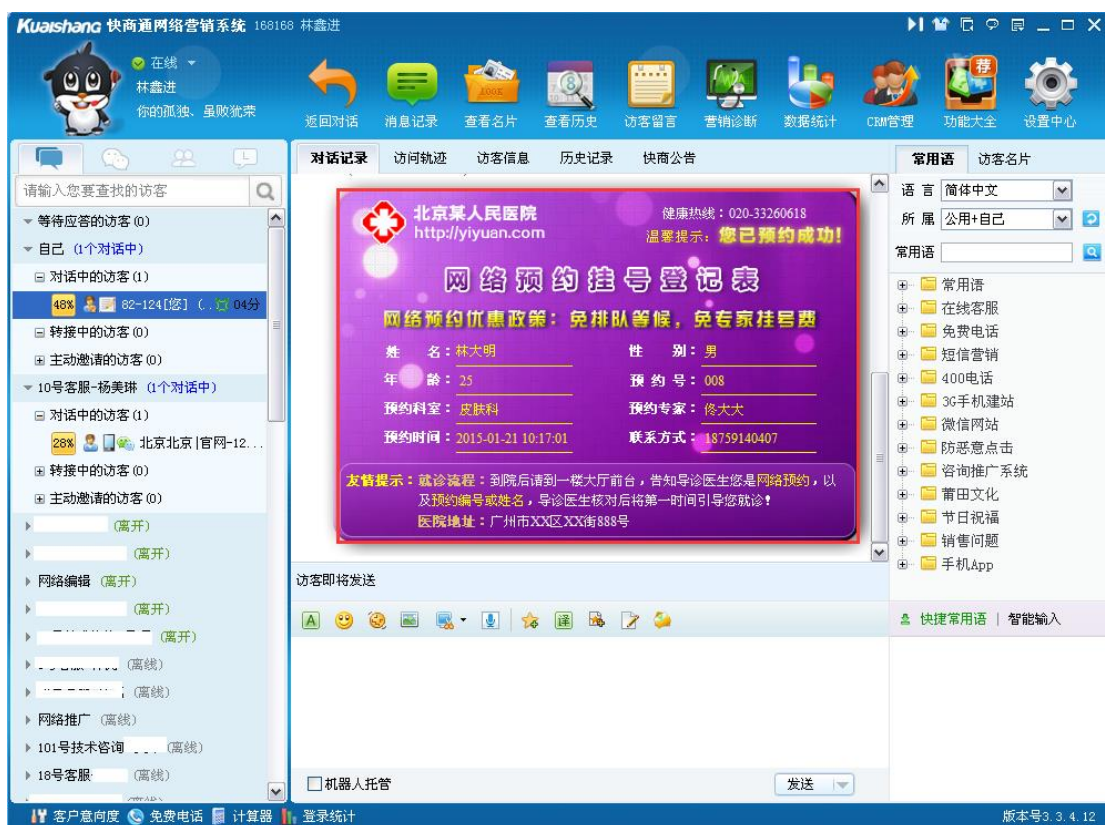 Kuaishang 快商通网络营销系统 168168 林鑫进
在线
林鑫进
你的孤独、虽败犹荣
返回对话 消息记录 查看名片 查看历史 访客留言 营销诊断 数据统计 CRM管理 功能大全 设置中心
荐
对话记录 访问轨迹 访客信息 历史记录 快商公告
常用语 访客名片
请输入您要查找的访客
等待应答的访客(0)
自己 (1个对话中)
对话中的访客(1)
48% 82-124[您] (.. 04分
转接中的访客(0)
主动邀请的访客(0)
10号客服-杨美琳 (1个对话中)
对话中的访客(1)
28% 北京北京|官网-12...
转接中的访客(0)
主动邀请的访客(0)
(离开)
(离开)
网络编辑 (离开)
(离开)
(离开)
(离线)
(离线)
网络推广 (离线)
101号技术咨询 (离线)
18号客服 (离线)
北京某人民医院
http://yiyuan.com
健康热线：020-33260618
温馨提示：您已预约成功!
网络预约挂号登记表
网络预约优惠政策：免排队等候，免专家挂号费
姓 名：林大明 性 别：男
年 龄：25 预 约 号：008
预约科室：皮肤科 预约专家：佟大大
预约时间：2015-01-21 10:17:01 联系方式：18759140407
友情提示：就诊流程：到院后请到一楼大厅前台，告知导诊医生您是网络预约，以
及预约编号或姓名，导诊医生核对后将第一时间引导您就诊！
医院地址：广州市XX区XX街888号
访客即将发送
A 译
机器人托管
发送
语 言 简体中文
所 属 公用+自己
常用语
常用语
在线客服
免费电话
短信营销
400电话
3G手机建站
微信网站
防恶意点击
咨询推广系统
莆田文化
节日祝福
销售问题
手机App
快捷常用语 | 智能输入
客户意向度 免费电话 计算器 登录统计
版本号3.3.4.12